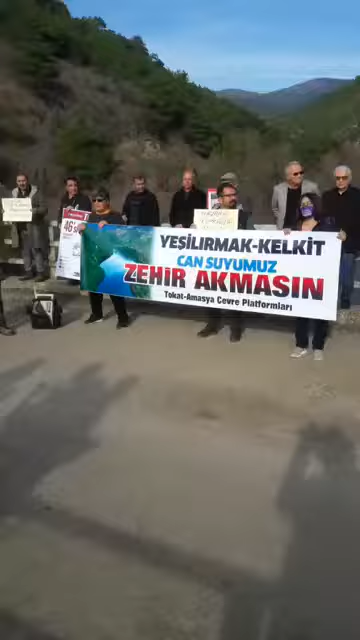 YEŞİLIRMAK-KELKİT
CAN SUYUMUZ
ZEHİR AKMASIN
Tokat-Amasya Çevre Platformları